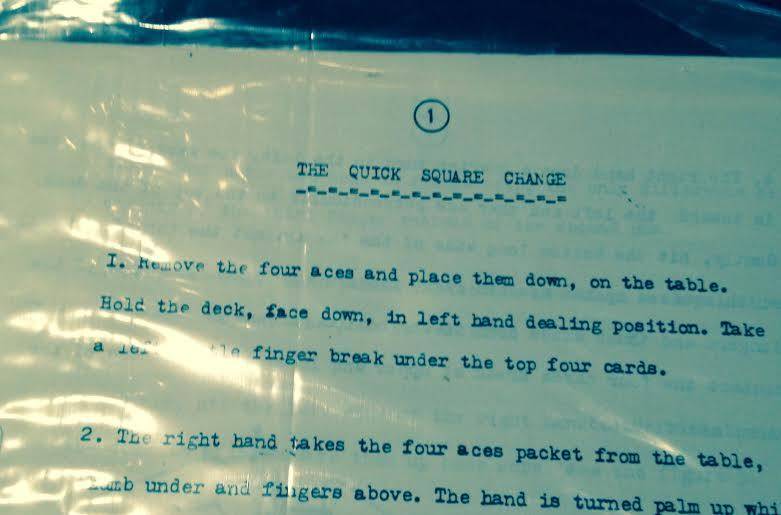 1
THE QUICK SQUARE CHANGE
I. Remove the four aces and place them down, on the table.
Hold the deck, face down, in left hand dealing position. Take
a finger break under the top four cards.
2. The right hand takes the four aces packet from the table,
under and fingers above. The hand is turned palm up